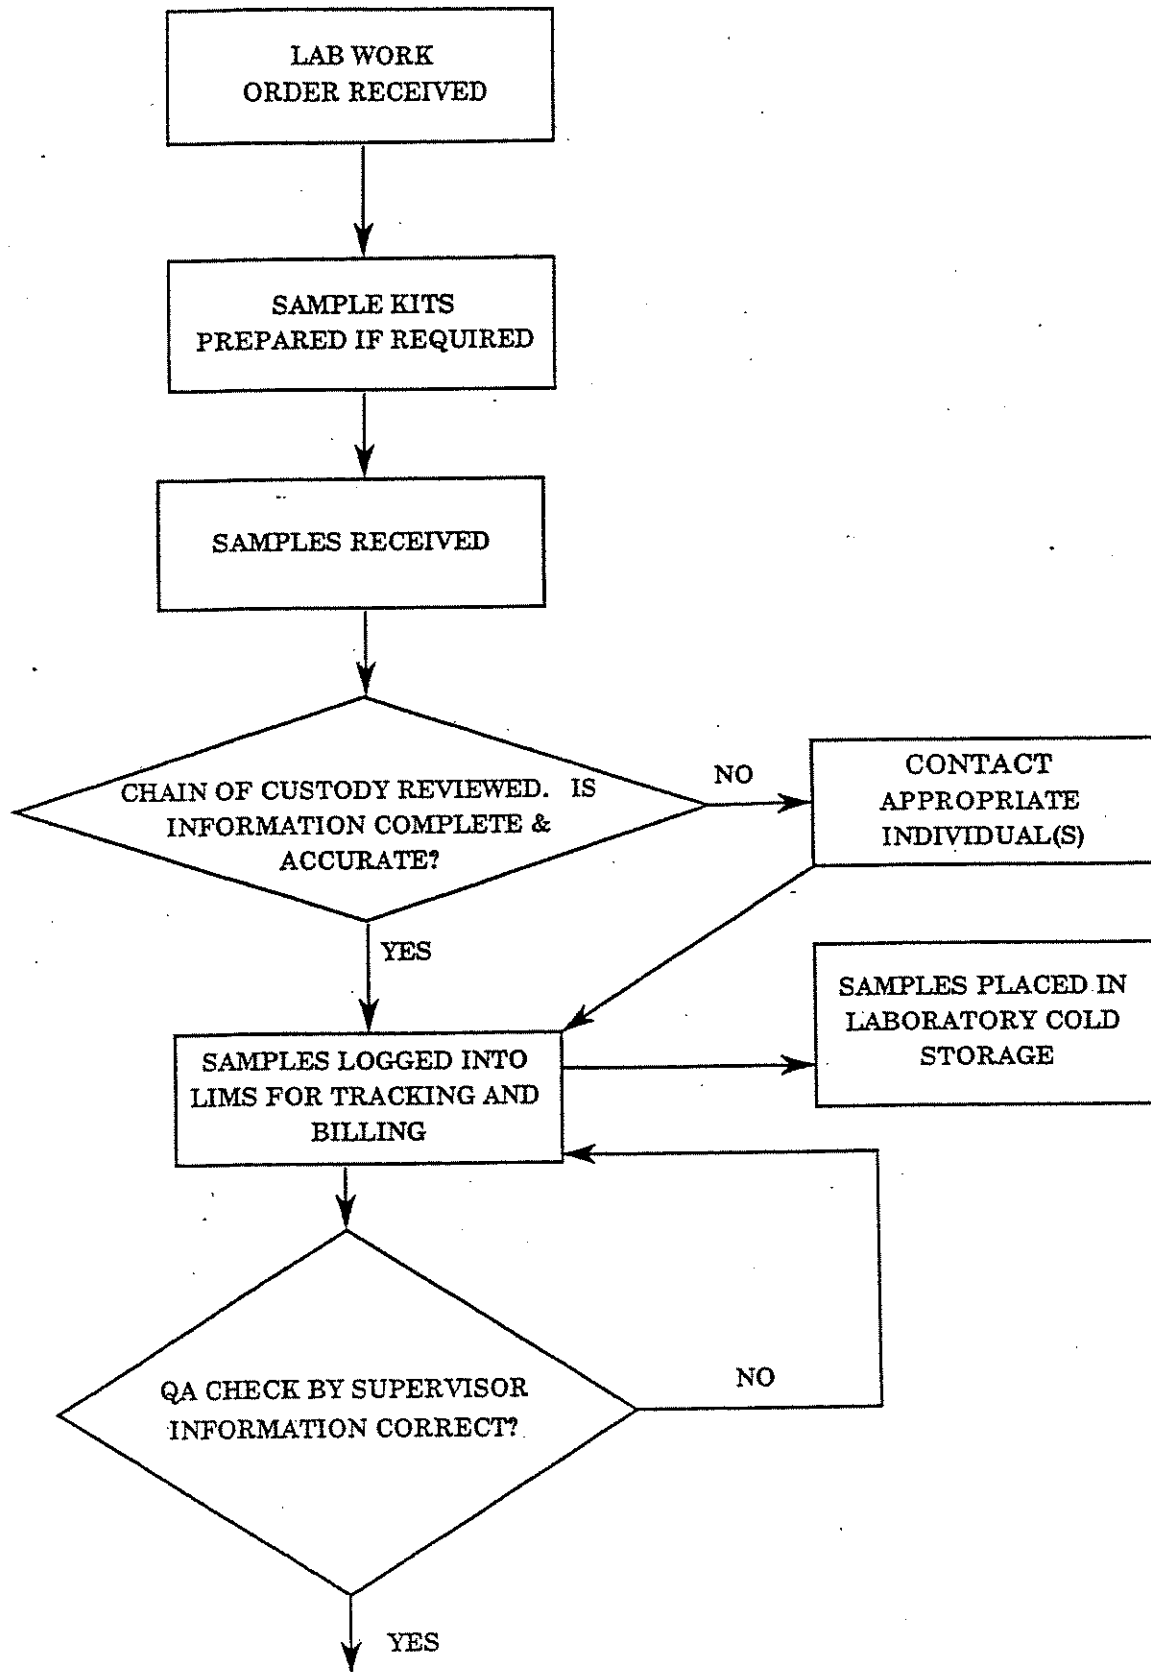 LAB WORK
ORDER RECEIVED
SAMPLE KITS
PREPARED IF REQUIRED
SAMPLES RECEIVED
CHAIN OF CUSTODY REVIEWED. IS
INFORMATION COMPLETE &
ACCURATE?
NO
CONTACT
APPROPRIATE
INDIVIDUAL(S)
YES
SAMPLES PLACED IN
LABORATORY COLD
STORAGE
SAMPLES LOGGED INTO
LIMS FOR TRACKING AND
BILLING
QA CHECK BY SUPERVISOR
INFORMATION CORRECT?
NO
YES